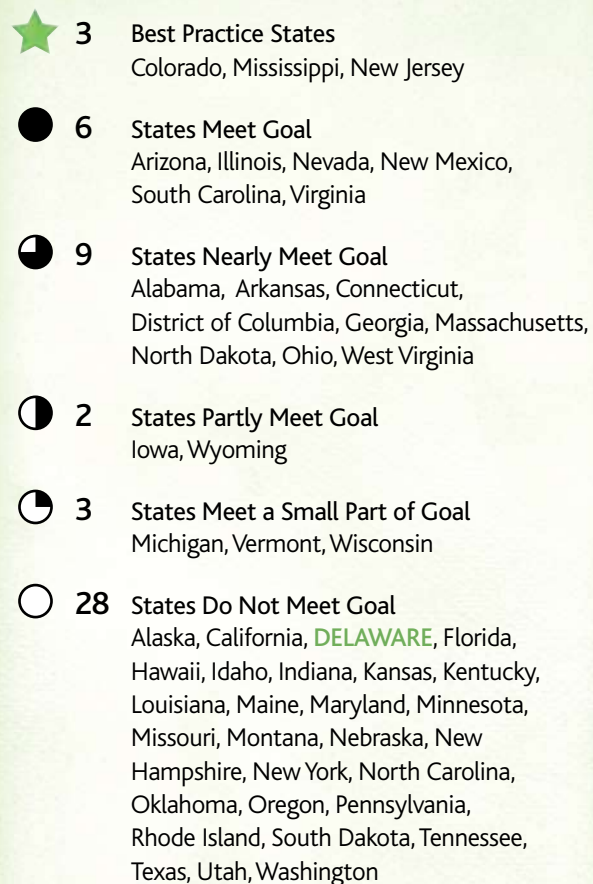 3 Best Practice States
Colorado, Mississippi, New Jersey
6 States Meet Goal
Arizona, Illinois, Nevada, New Mexico,
South Carolina, Virginia
9 States Nearly Meet Goal
Alabama, Arkansas, Connecticut,
District of Columbia, Georgia, Massachusetts,
North Dakota, Ohio, West Virginia
2 States Partly Meet Goal
Iowa, Wyoming
3 States Meet a Small Part of Goal
Michigan, Vermont, Wisconsin
28 States Do Not Meet Goal
Alaska, California, DELAWARE, Florida,
Hawaii, Idaho, Indiana, Kansas, Kentucky,
Louisiana, Maine, Maryland, Minnesota,
Missouri, Montana, Nebraska, New
Hampshire, New York, North Carolina,
Oklahoma, Oregon, Pennsylvania,
Rhode Island, South Dakota, Tennessee,
Texas, Utah, Washington